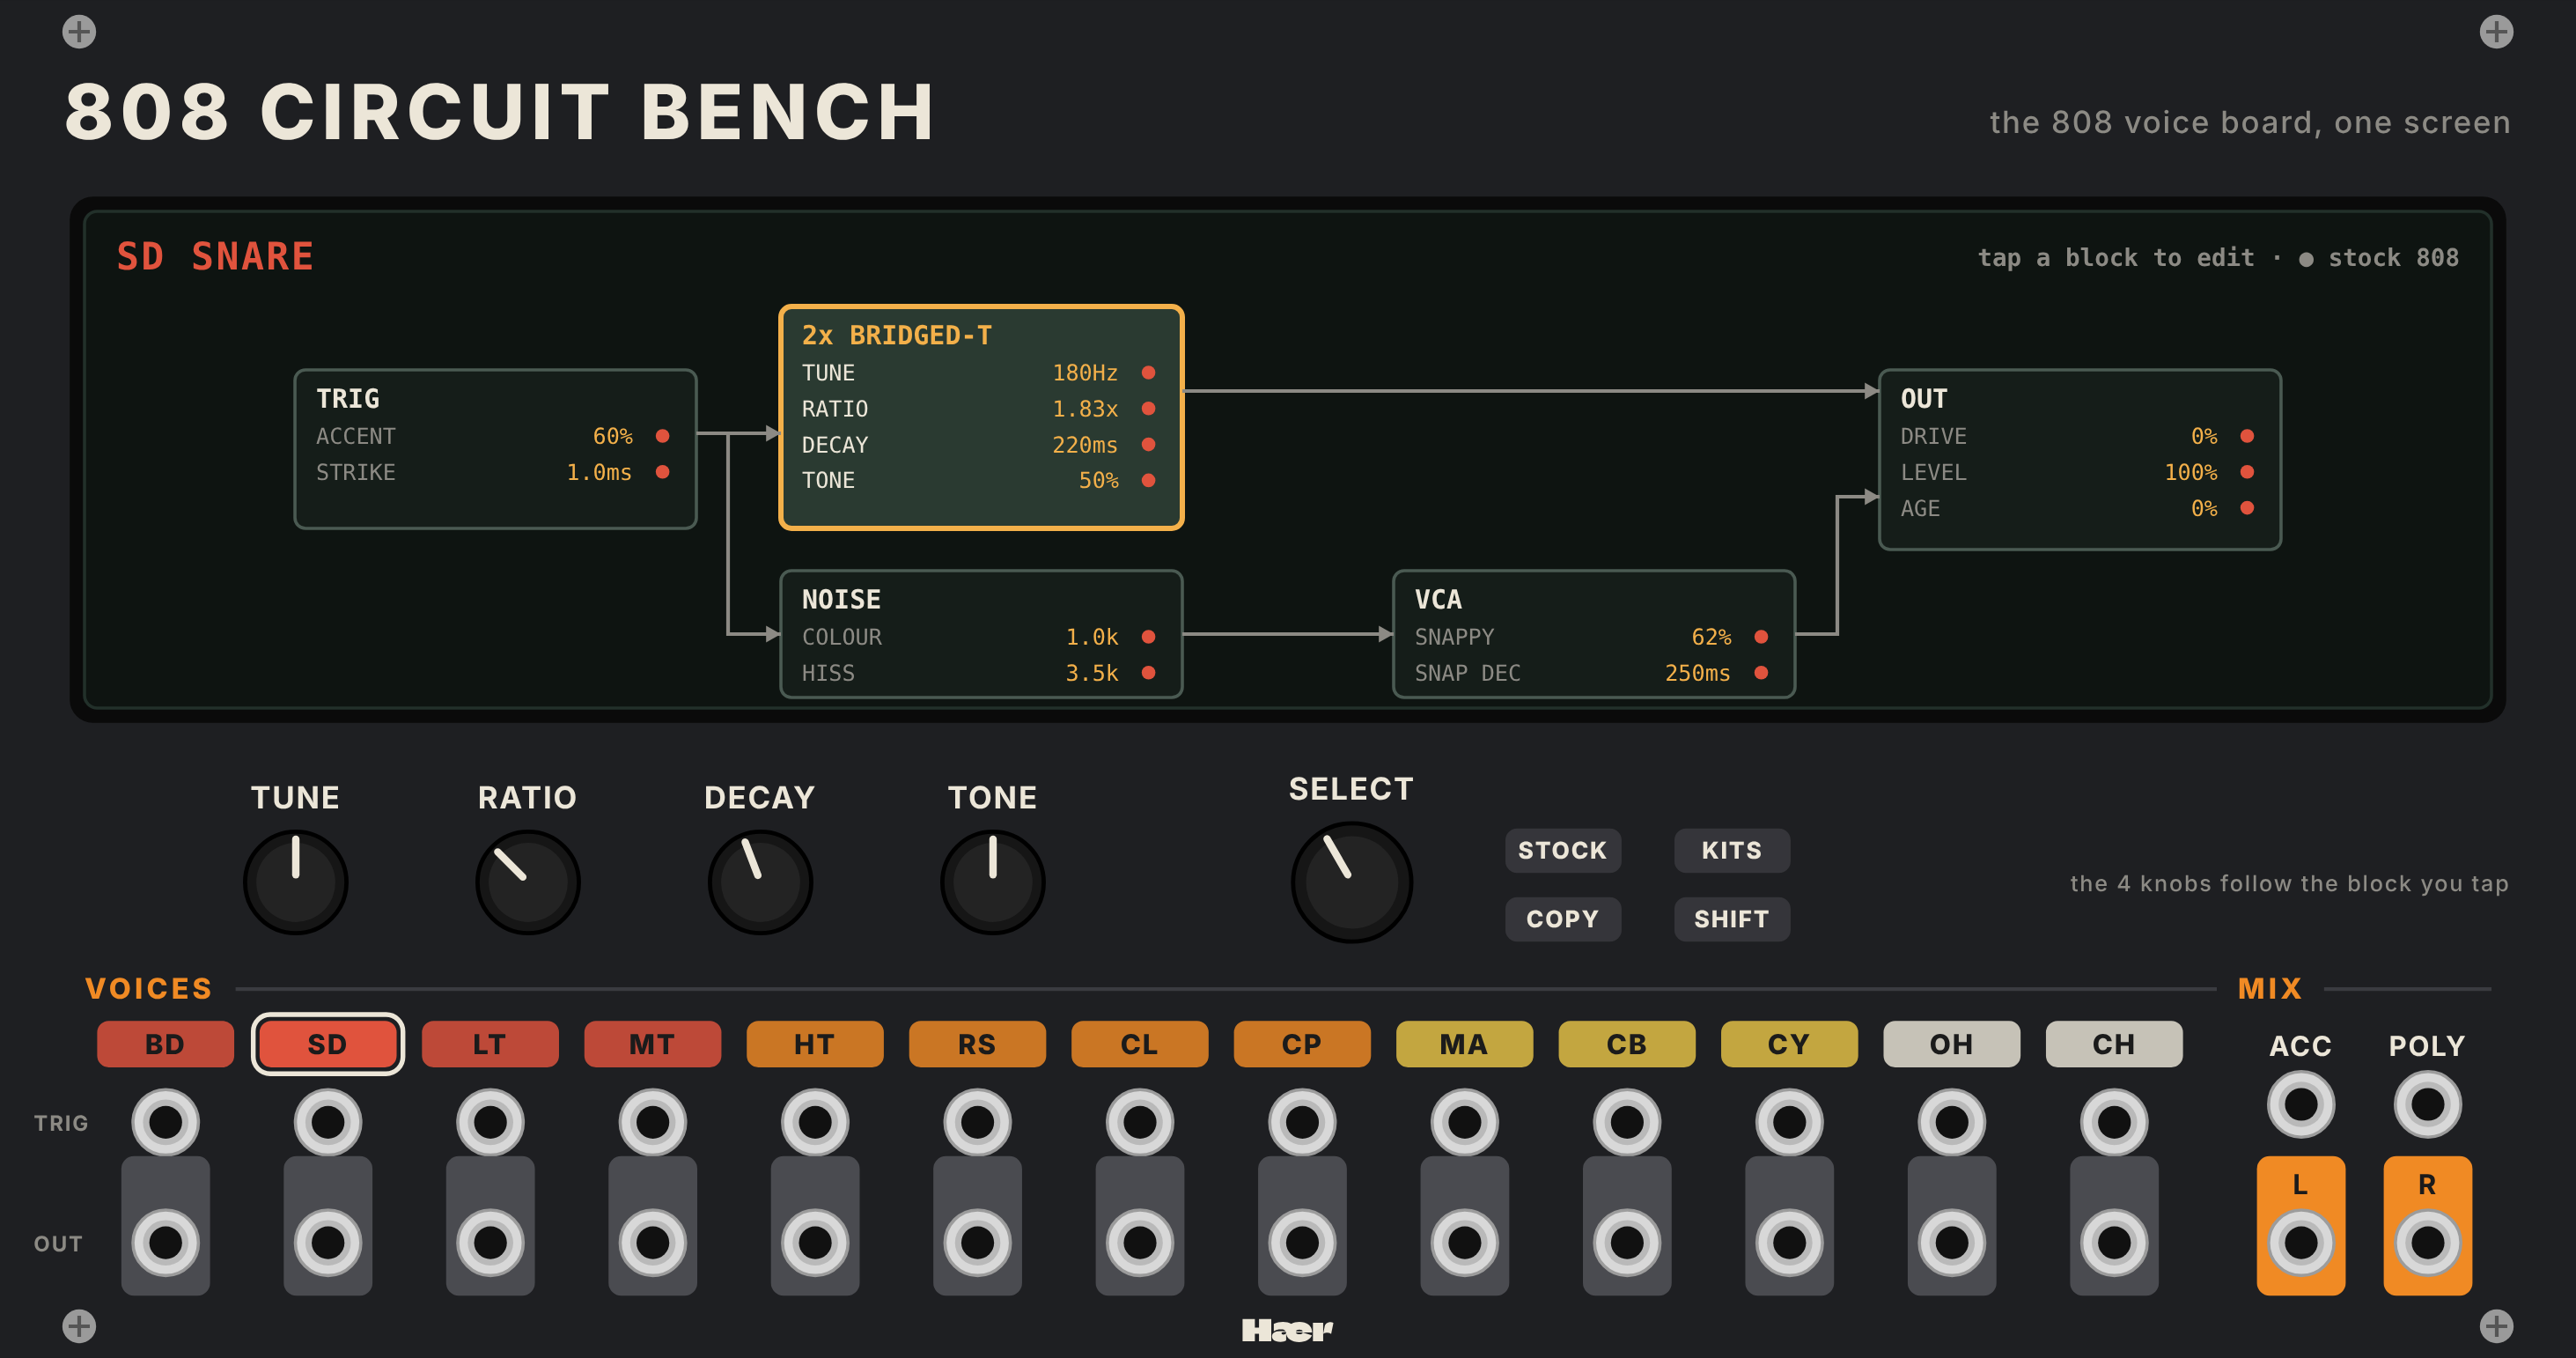 808 CIRCUIT BENCH
the 808 voice board, one screen
SD SNARE
tap a block to edit · ● stock 808
2x BRIDGED-T
TUNE 180Hz
RATIO 1.83x
DECAY 220ms
TONE 50%
TRIG
ACCENT 60%
STRIKE 1.0ms
OUT
DRIVE 0%
LEVEL 100%
AGE 0%
NOISE
COLOUR 1.0k
HISS 3.5k
VCA
SNAPPY 62%
SNAP DEC 250ms
TUNE RATIO DECAY TONE SELECT
STOCK KITS
COPY SHIFT
the 4 knobs follow the block you tap
VOICES MIX
BD SD LT MT HT RS CL CP MA CB CY OH CH ACC POLY
TRIG
L R
OUT
Hær